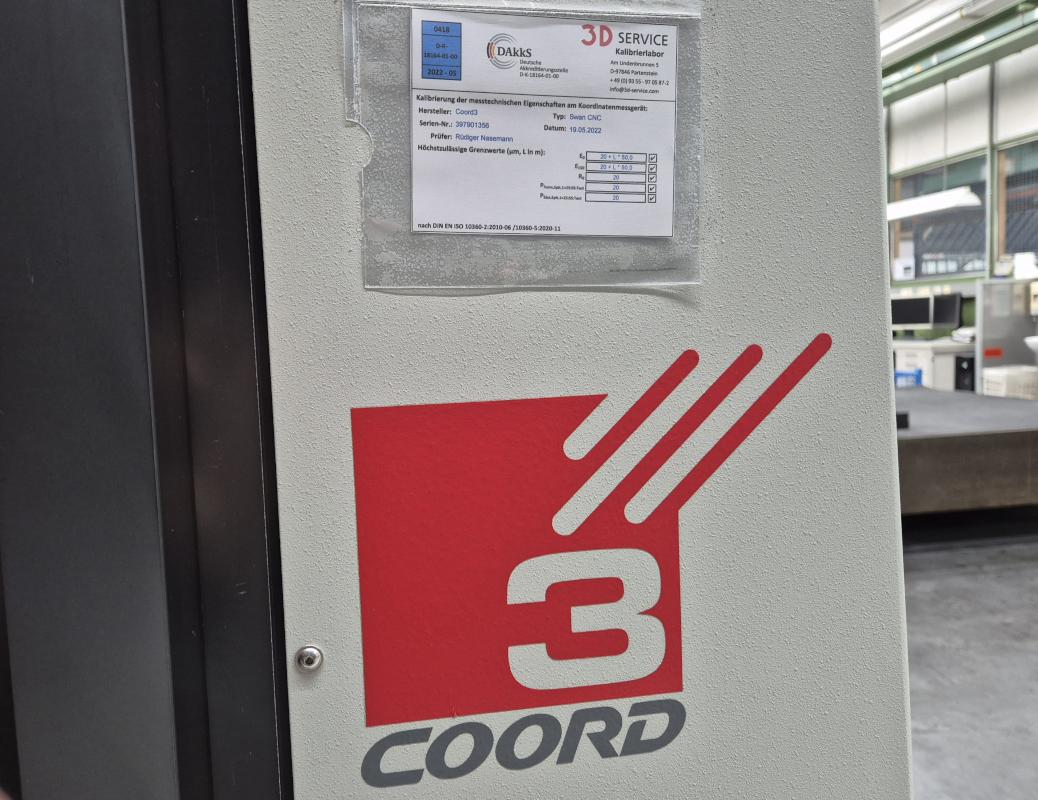 0418
D-K-
18164-01-00
2022 - 05
DAkkS
Deutsche
Akkreditierungsstelle
D-K-18164-01-00
3D SERVICE
Kalibrierlabor
Am Lindenbrunnen 5
D-97846 Partenstein
+49 (0) 93 55 - 97 05 87-2
info@3d-service.com
Kalibrierung der messtechnischen Eigenschaften am Koordinatenmessgerät:
Hersteller: Coord3
Typ: Swan CNC
Serien-Nr.: 397901356
Datum: 19.05.2022
Prüfer: Rüdiger Nesemann
Höchstzulässige Grenzwerte (µm, L in m):
E0 20 + L * 50,0
20 + L * 50,0
R0 20
20
20
nach DIN EN ISO 10360-2:2010-06 /10360-5:2020-11
3
COORD